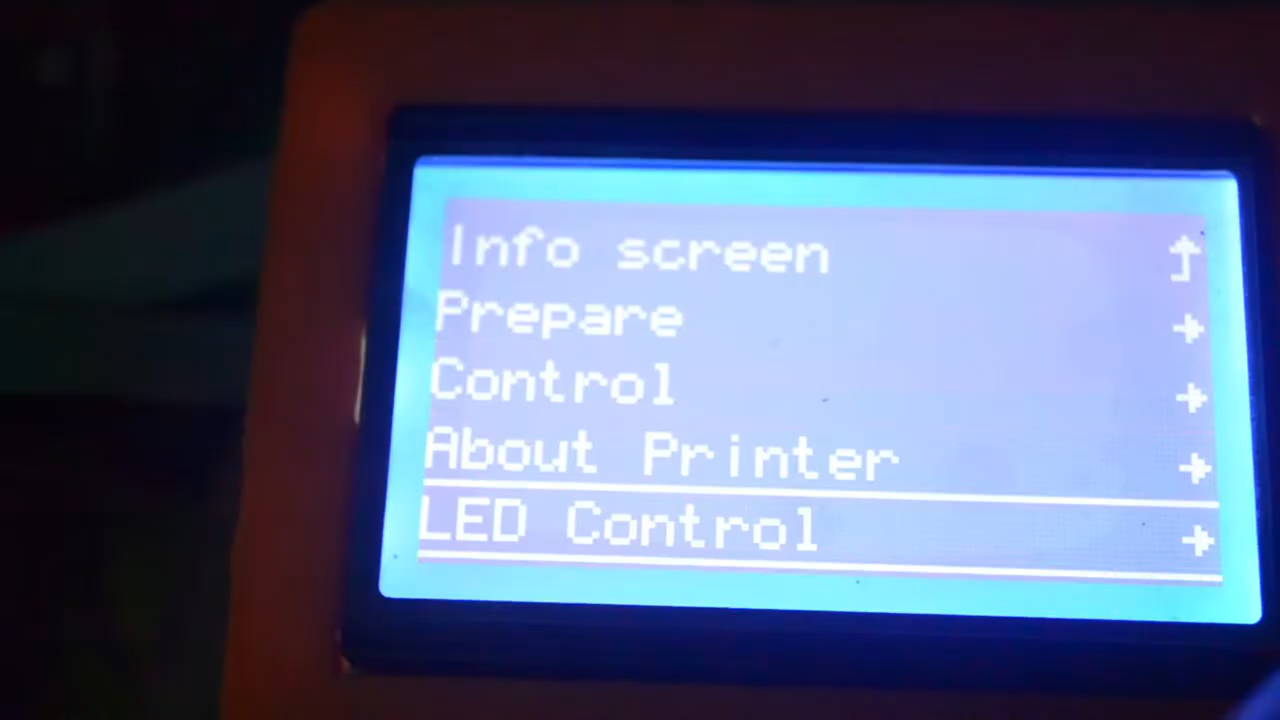 Info screen
Prepare
Control
About Printer
LED Control